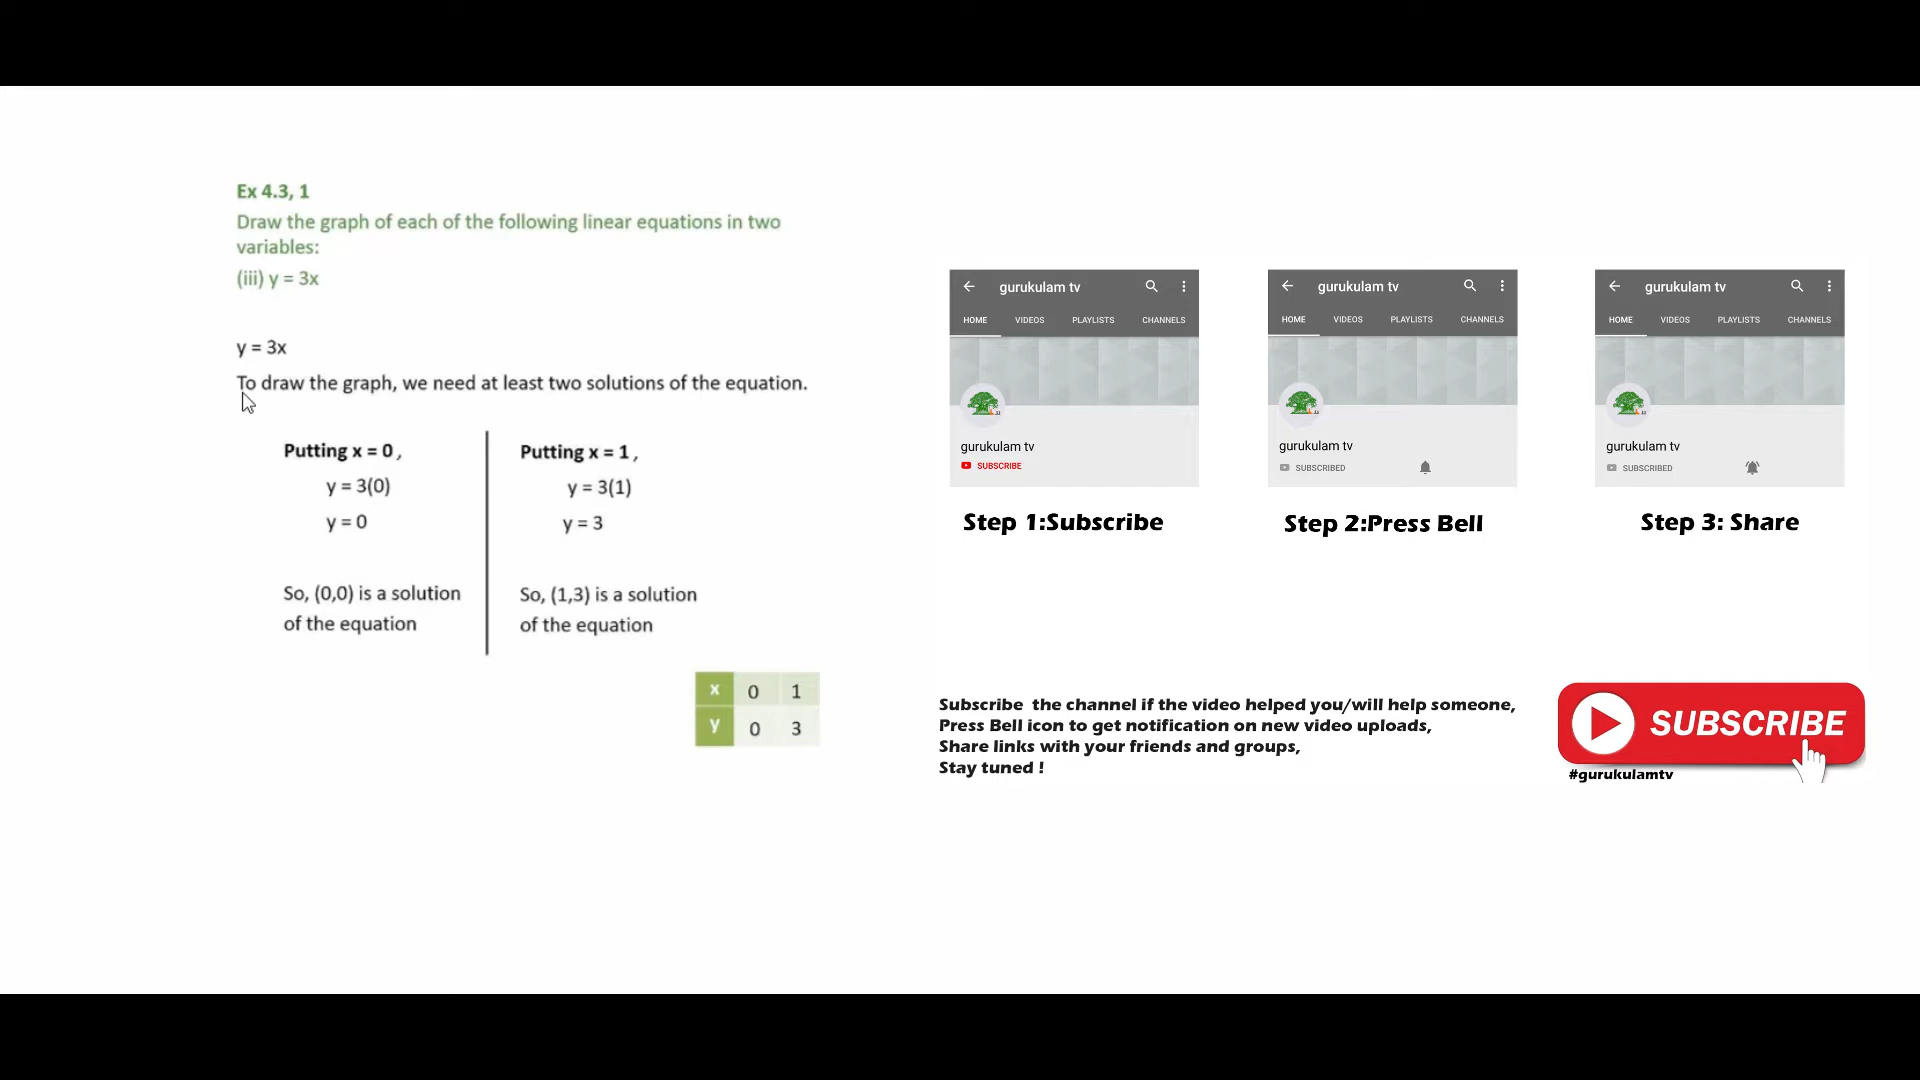 Ex 4.3, 1
Draw the graph of each of the following linear equations in two
variables:
(iii) y = 3x
y = 3x
To draw the graph, we need at least two solutions of the equation.
Putting x = 0 ,
y = 3(0)
y = 0
So, (0,0) is a solution
of the equation
Putting x = 1 ,
y = 3(1)
y = 3
So, (1,3) is a solution
of the equation
x 0 1
y 0 3
gurukulam tv
HOME VIDEOS PLAYLISTS CHANNELS
gurukulam tv
SUBSCRIBE
Step 1:Subscribe
gurukulam tv
HOME VIDEOS PLAYLISTS CHANNELS
gurukulam tv
SUBSCRIBED
Step 2:Press Bell
gurukulam tv
HOME VIDEOS PLAYLISTS CHANNELS
gurukulam tv
SUBSCRIBED
Step 3: Share
Subscribe the channel if the video helped you/will help someone,
Press Bell icon to get notification on new video uploads,
Share links with your friends and groups,
Stay tuned !
SUBSCRIBE
#gurukulamtv